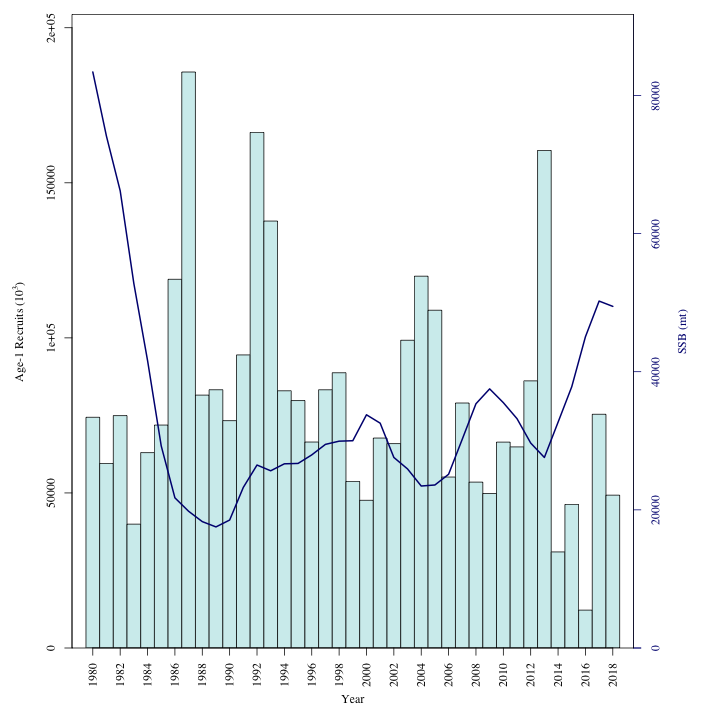 2e+05
150000
1e+05
50000
0
Age-1 Recruits (10³)
80000
60000
40000
20000
0
SSB (mt)
1980 1982 1984 1986 1988 1990 1992 1994 1996 1998 2000 2002 2004 2006 2008 2010 2012 2014 2016 2018
Year